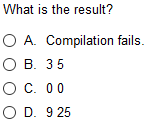 What is the result?
A. Compilation fails.
B. 3 5
C. 0 0
D. 9 25